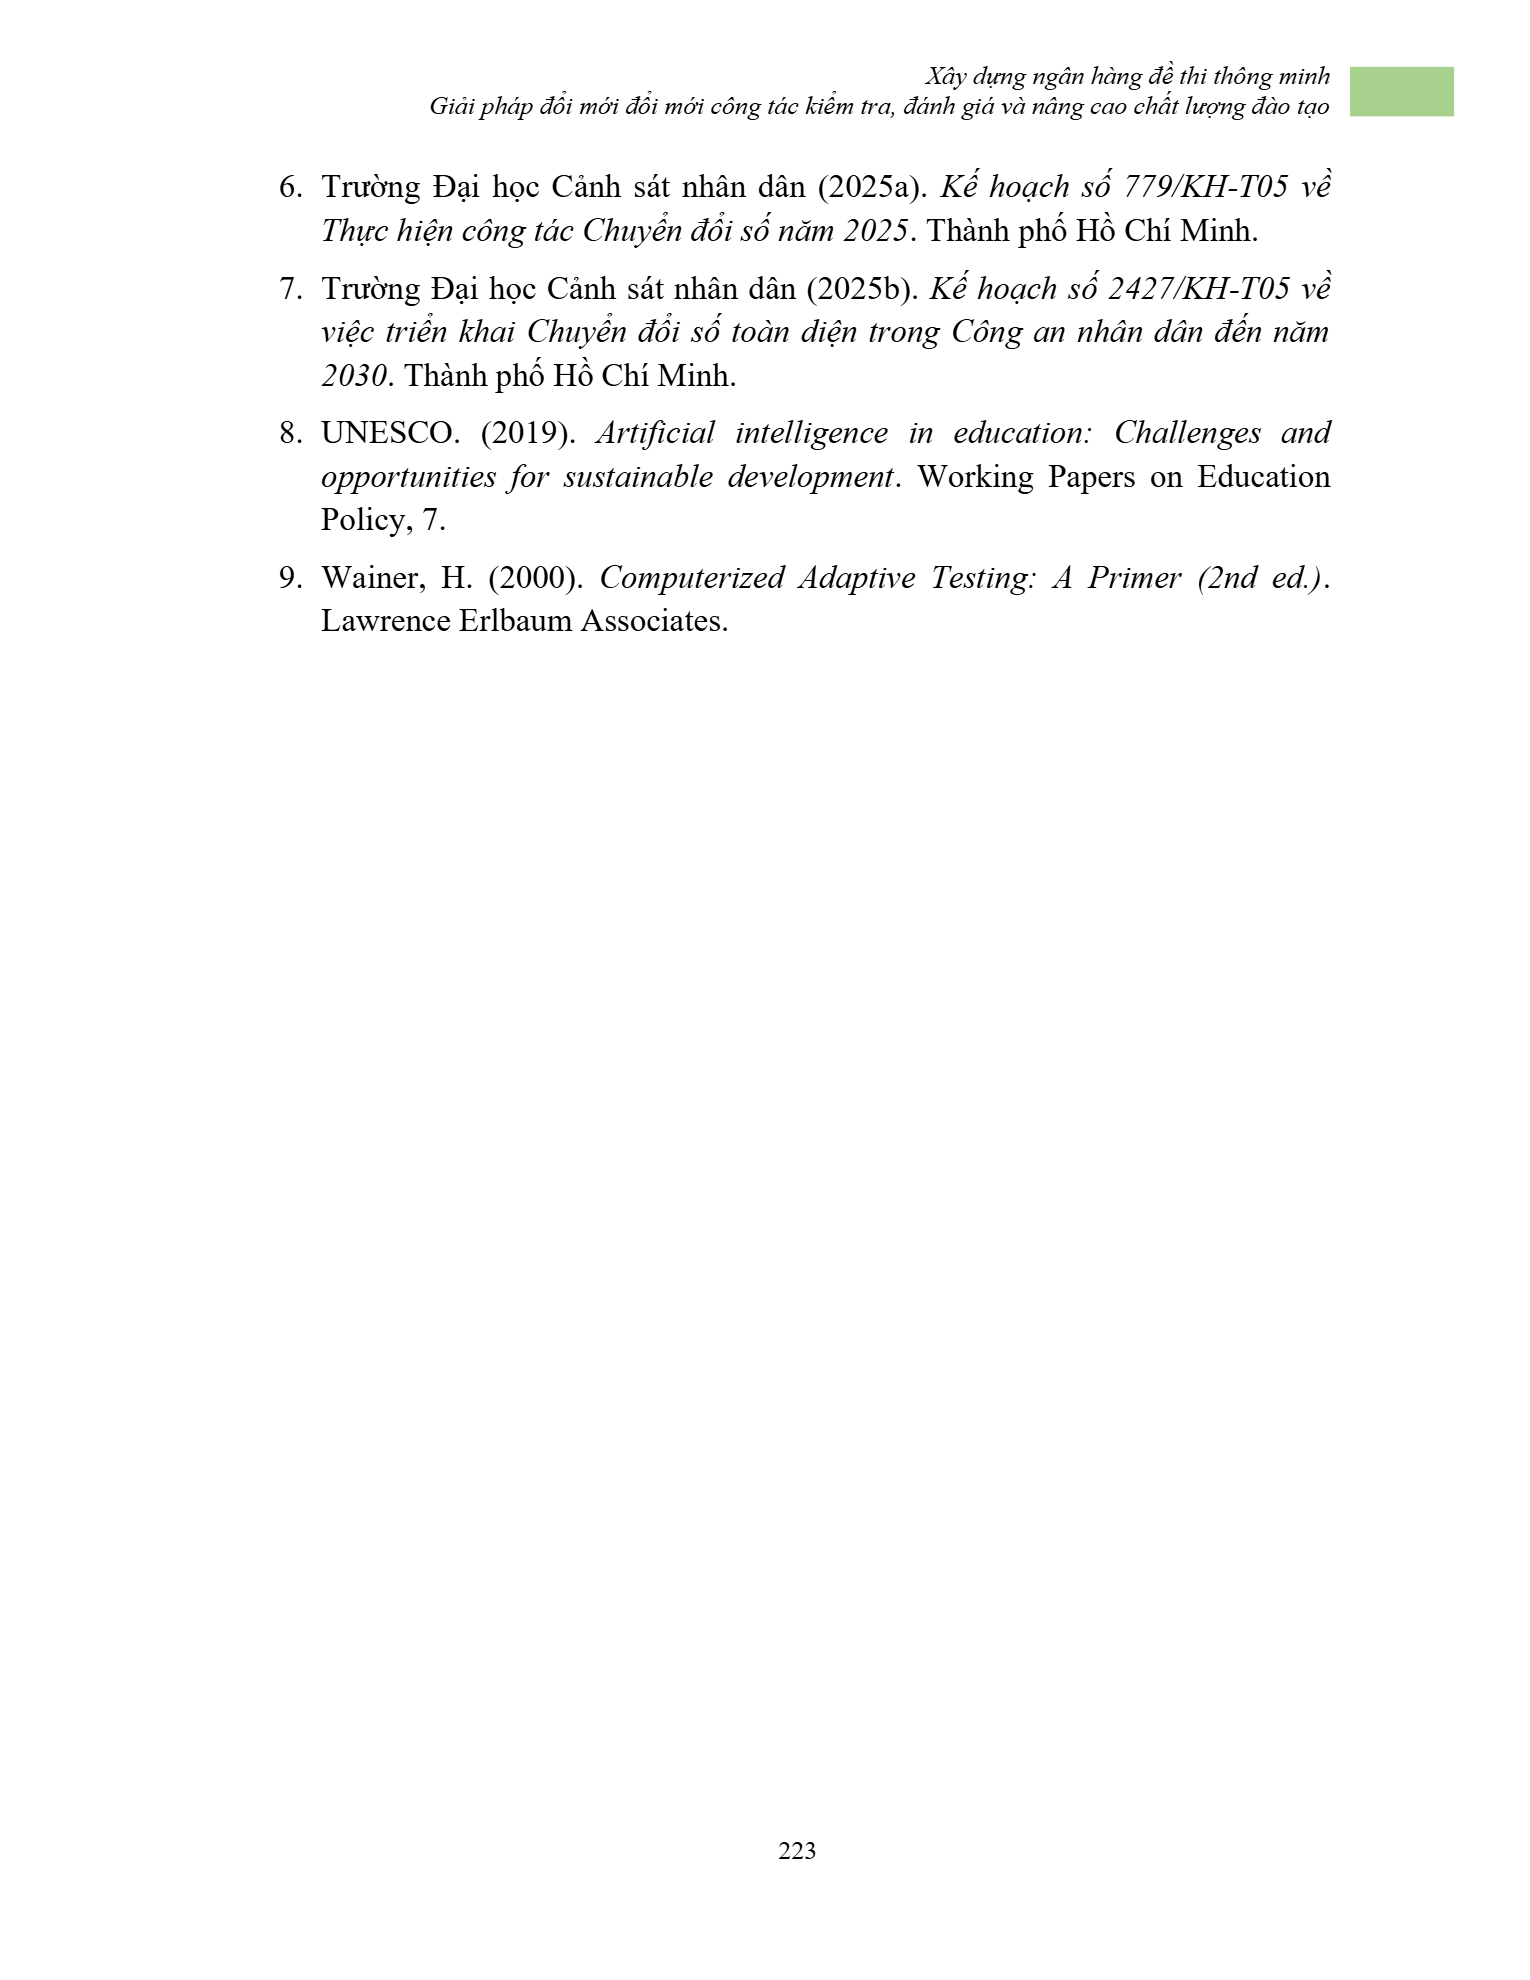 Xây dựng ngân hàng đề thi thông minh
Giải pháp đổi mới đổi mới công tác kiểm tra, đánh giá và nâng cao chất lượng đào tạo
6. Trường Đại học Cảnh sát nhân dân (2025a). Kế hoạch số 779/KH-T05 về
Thực hiện công tác Chuyển đổi số năm 2025. Thành phố Hồ Chí Minh.
7. Trường Đại học Cảnh sát nhân dân (2025b). Kế hoạch số 2427/KH-T05 về
việc triển khai Chuyển đổi số toàn diện trong Công an nhân dân đến năm
2030. Thành phố Hồ Chí Minh.
8. UNESCO. (2019). Artificial intelligence in education: Challenges and
opportunities for sustainable development. Working Papers on Education
Policy, 7.
9. Wainer, H. (2000). Computerized Adaptive Testing: A Primer (2nd ed.).
Lawrence Erlbaum Associates.
223